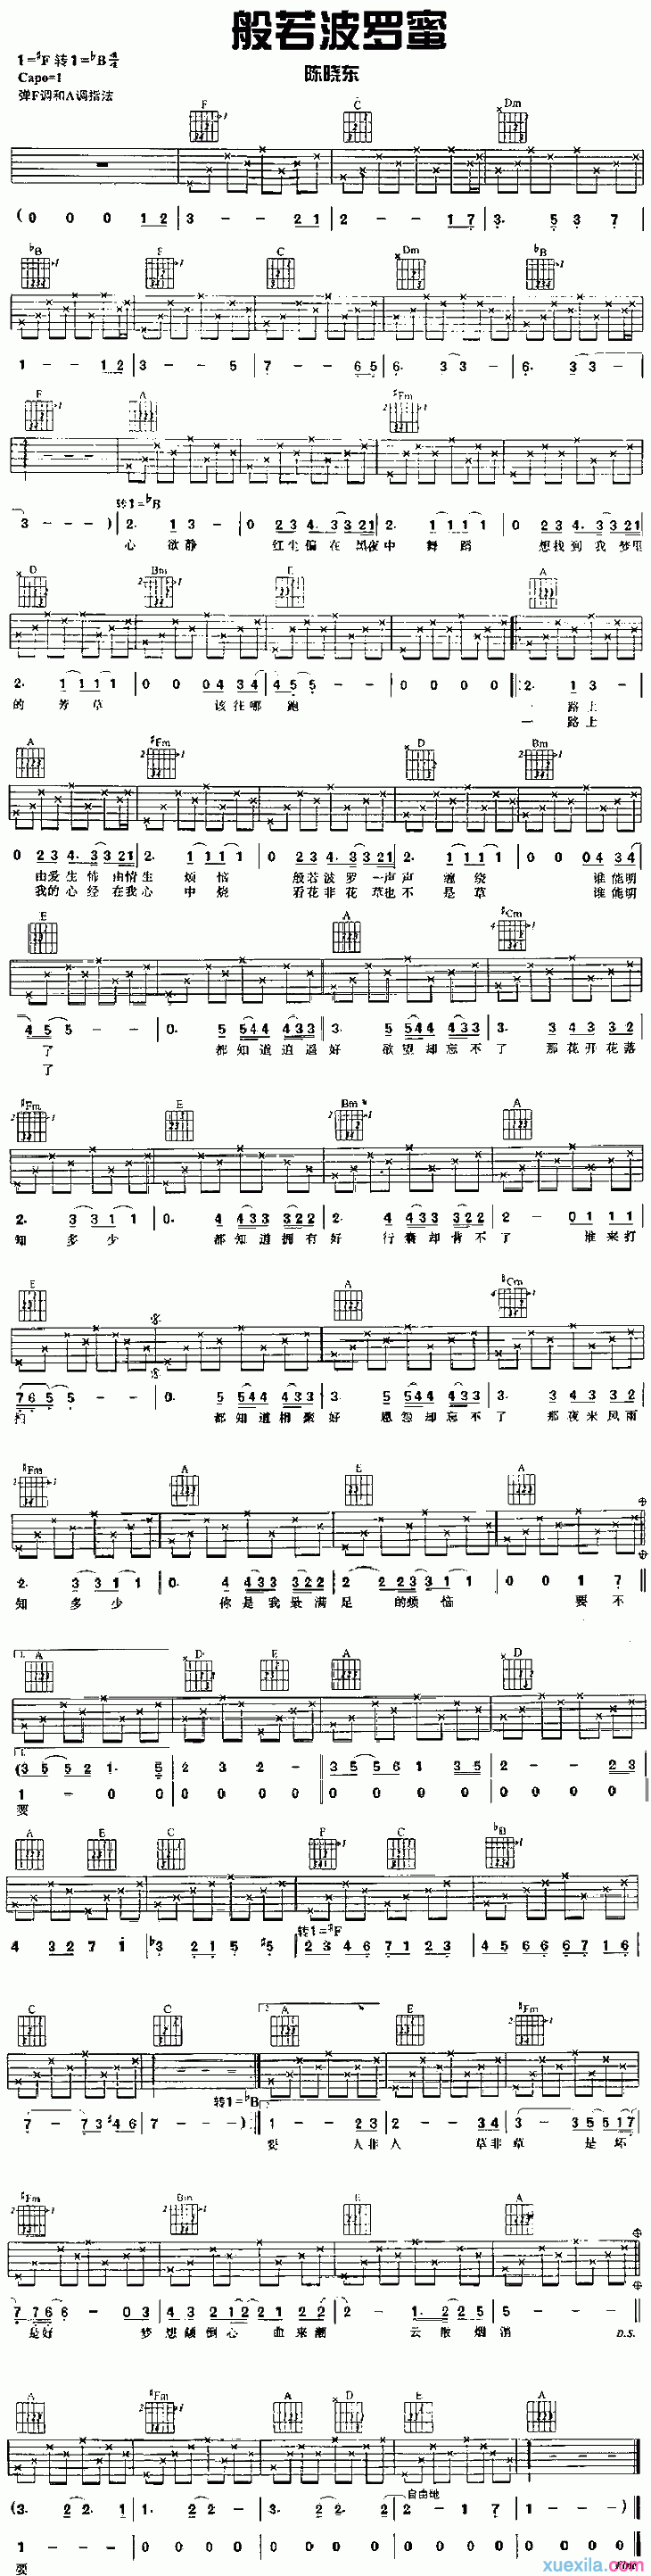 般若波罗蜜
1=♯F 转1=♭B 4/4
陈晓东
Capo=1
弹F调和A调指法
F C Dm
(0 0 0 1 2 | 3 - - 2 1 | 2 - - 1 7 | 3. 5 3 7
♭B F C Dm ♭B
1 - - 1 2 | 3 - - 5 | 7 - - 6 5 | 6. 3 3 - | 6. 3 3 -
F A ♯Fm
转1=♭B
3 - - - ) | 2. 1 3 - | 0 2 3 4. 3 3 2 1 | 2. 1 1 1 1 | 0 2 3 4. 3 3 2 1
心 欲静 红尘偏在黑夜中 舞蹈 想找到我梦里
D Bm E A
2. 1 1 1 1 | 0 0 0 4 3 4 | 4 5 5 - - | 0 0 0 0 | 2. 1 3 -
的 芳草 该往哪跑 一 路上
一 路上
A ♯Fm D Bm
0 2 3 4. 3 3 2 1 | 2. 1 1 1 1 | 0 2 3 4. 3 3 2 1 | 2. 1 1 1 1 | 0 0 0 4 3 4
由爱生情由情生 烦恼 般若波罗一声声 缠绕 谁能明
我的心经在我心 中烧 看花非花草也不 是草 谁能明
E A ♯Cm
4 5 5 - - | 0. 5 5 4 4 4 3 3 | 3. 5 5 4 4 4 3 3 | 3. 3 4 3 3 2
了 都知道逍遥好 欲望却忘不了 那花开花落
了
♯Fm E Bm A
2. 3 3 1 1 | 0. 4 4 3 3 3 2 2 | 2. 4 4 3 3 3 2 2 | 2 - 0 1 1 1
知 多少 都知道拥有好 行囊却背不了 谁来打
E A ♯Cm
7 6 5 5 - - | 0. 5 5 4 4 4 3 3 | 3. 5 5 4 4 4 3 3 | 3. 3 4 3 3 2
都知道相聚好 恩怨却忘不了 那夜来风雨
♯Fm A E A
2. 3 3 1 1 | 0. 4 4 3 3 3 2 2 | 2 2 2 3 3 1 1 | 0 0 1 7
知 多少 你是我最满足 的烦恼 要不
1. A D E A D
(3 5 5 2 1. 5 | 2 3 2 - | 3 5 5 6 1 3 5 | 2 - - 2 3
1 - 0 0 | 0 0 0 0 | 0 0 0 0 | 0 0 0 0
要
A E C F C ♭B
转1=♯F
4 3 2 7 1 | ♭3 2 1 5 ♯5 | 2 3 4 6 7 1 2 3 | 4 5 6 6 6 7 1 6
C C 2. A E ♯Fm
转1=♭B
7 - 7 3 ♯4 6 | 7 - - ) | 1 - - 2 3 | 2 - - 3 4 | 3 - 3 5 5 1 7
要 人非人 草非草 是坏
♯Fm Bm E A
7 7 6 6 - 0 3 | 4 3 2 1 2 2 1 2 2 | 2 - 1. 2 2 | 5 - - -
是好 梦 想颠倒心 血来潮 云散烟消 D.S.
A ♯Fm A D E A
自由地
(3. 2 2 1 | 1. 2 2 | 3. 2 2 2 | 2 - 1 7 | 1 - - - )
1 - 0 0 | 0 0 0 0 | 0 0 0 0 | 0 0 0 0 | 0 0 0 0
要 Fine
xuexila.com